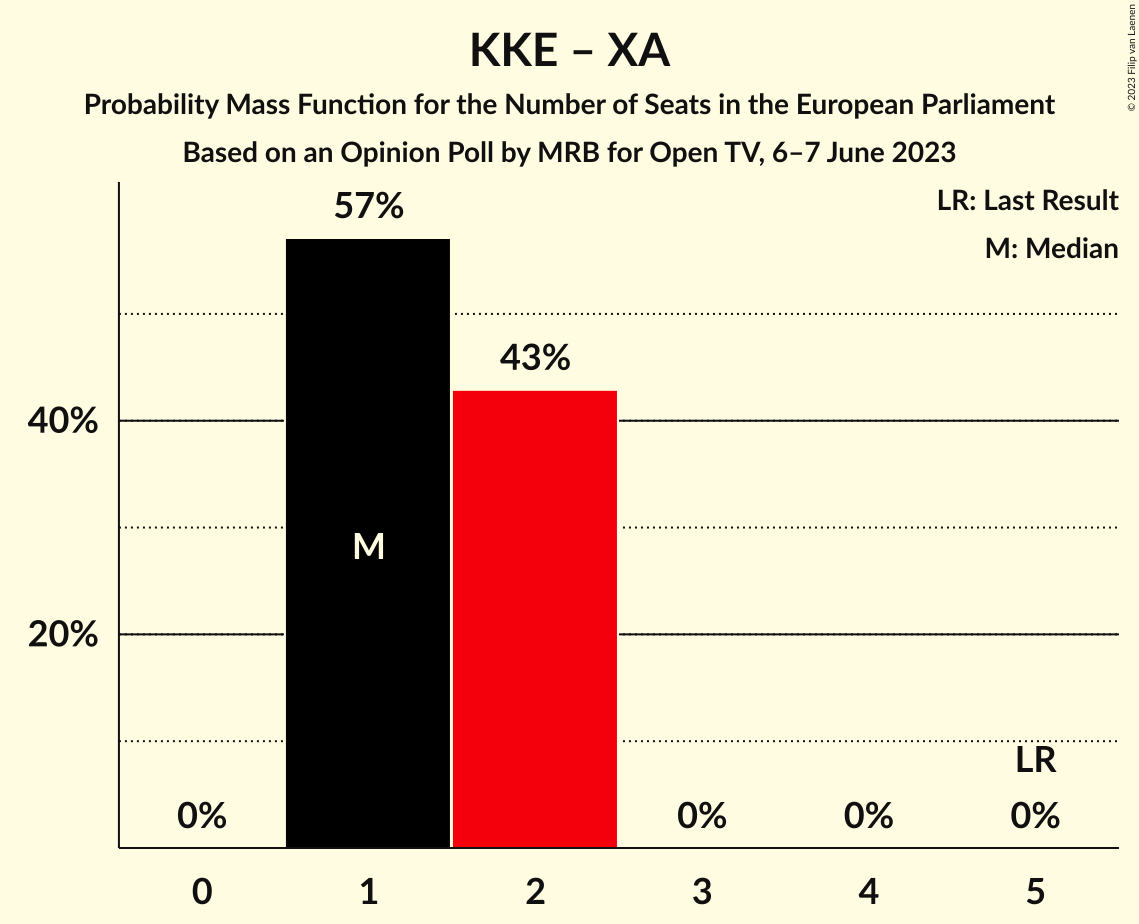 KKE – XA
Probability Mass Function for the Number of Seats in the European Parliament
Based on an Opinion Poll by MRB for Open TV, 6–7 June 2023
© 2023 Filip van Laenen
LR: Last Result
M: Median
57%
43%
40%
M
20%
LR
0%
0%
0%
0%
0
1
2
3
4
5